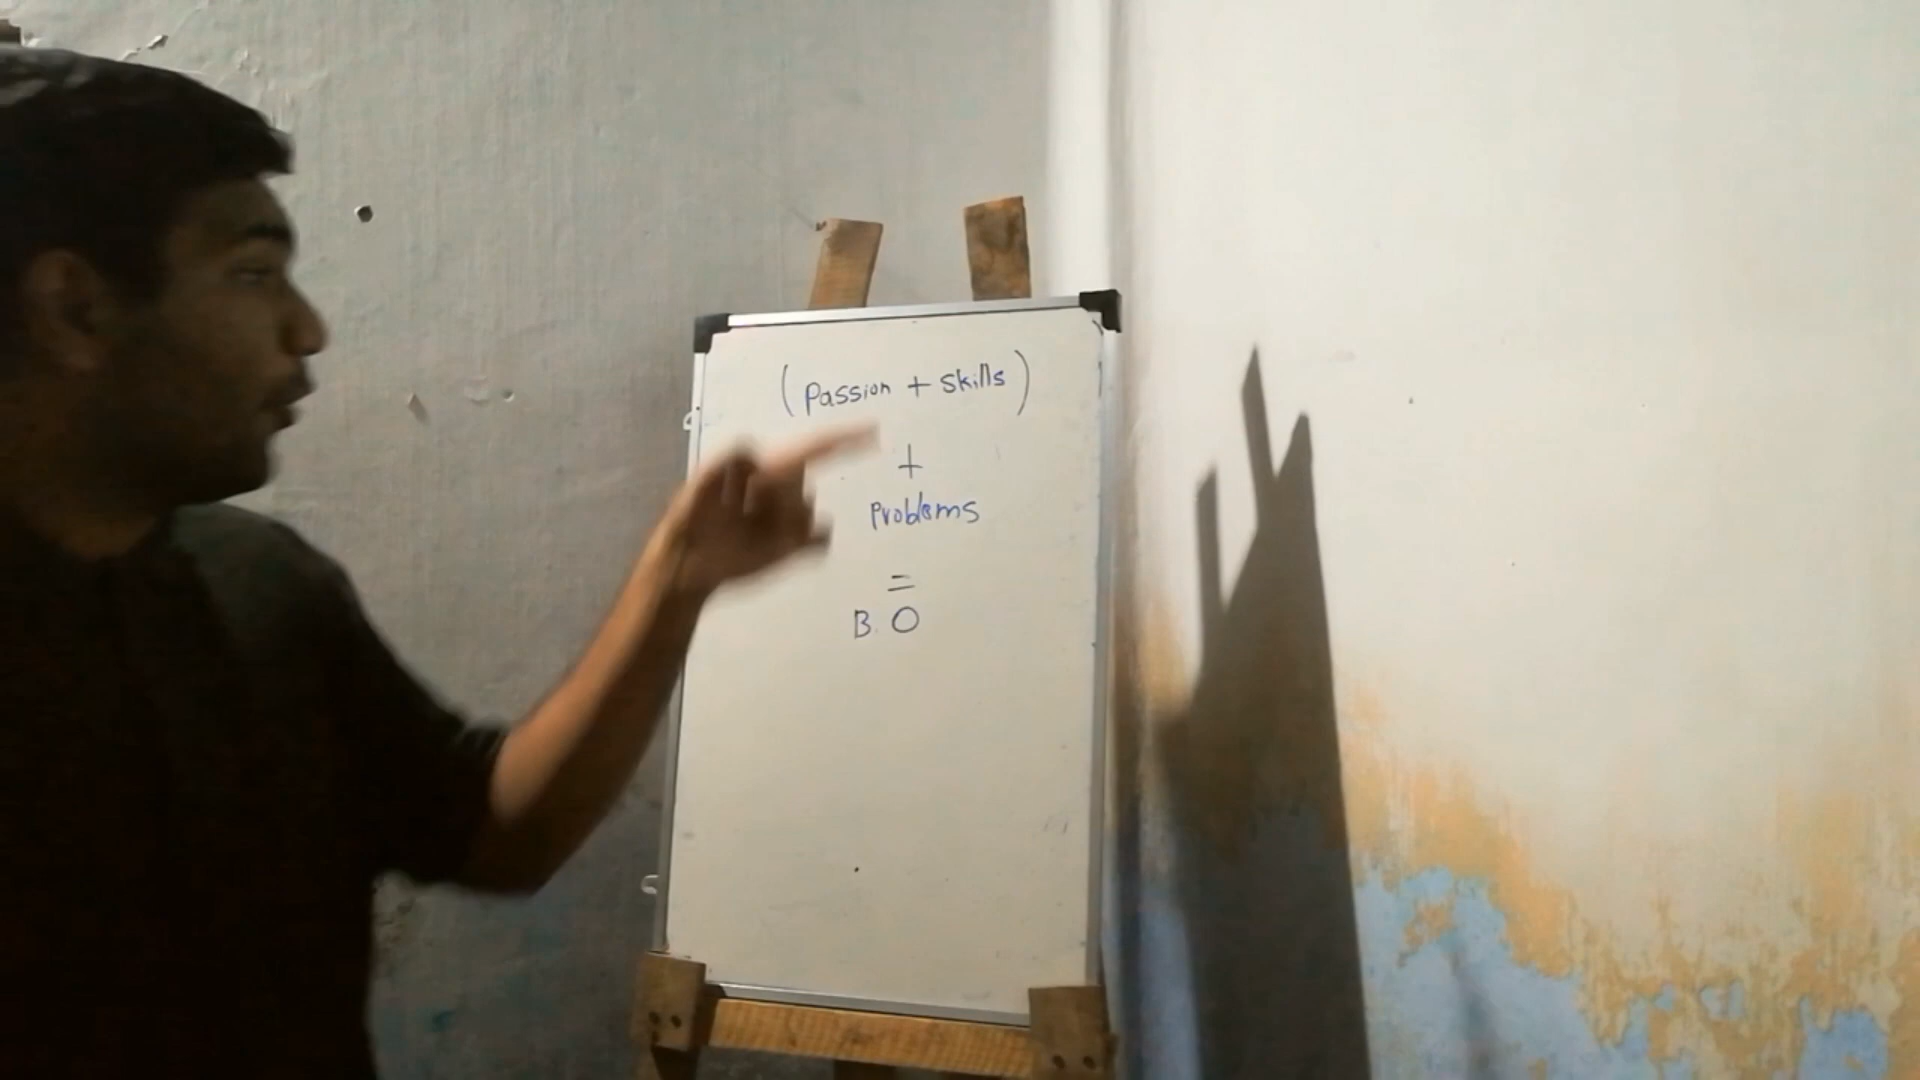 (Passion + Skills)
+
Problems
=
B. O